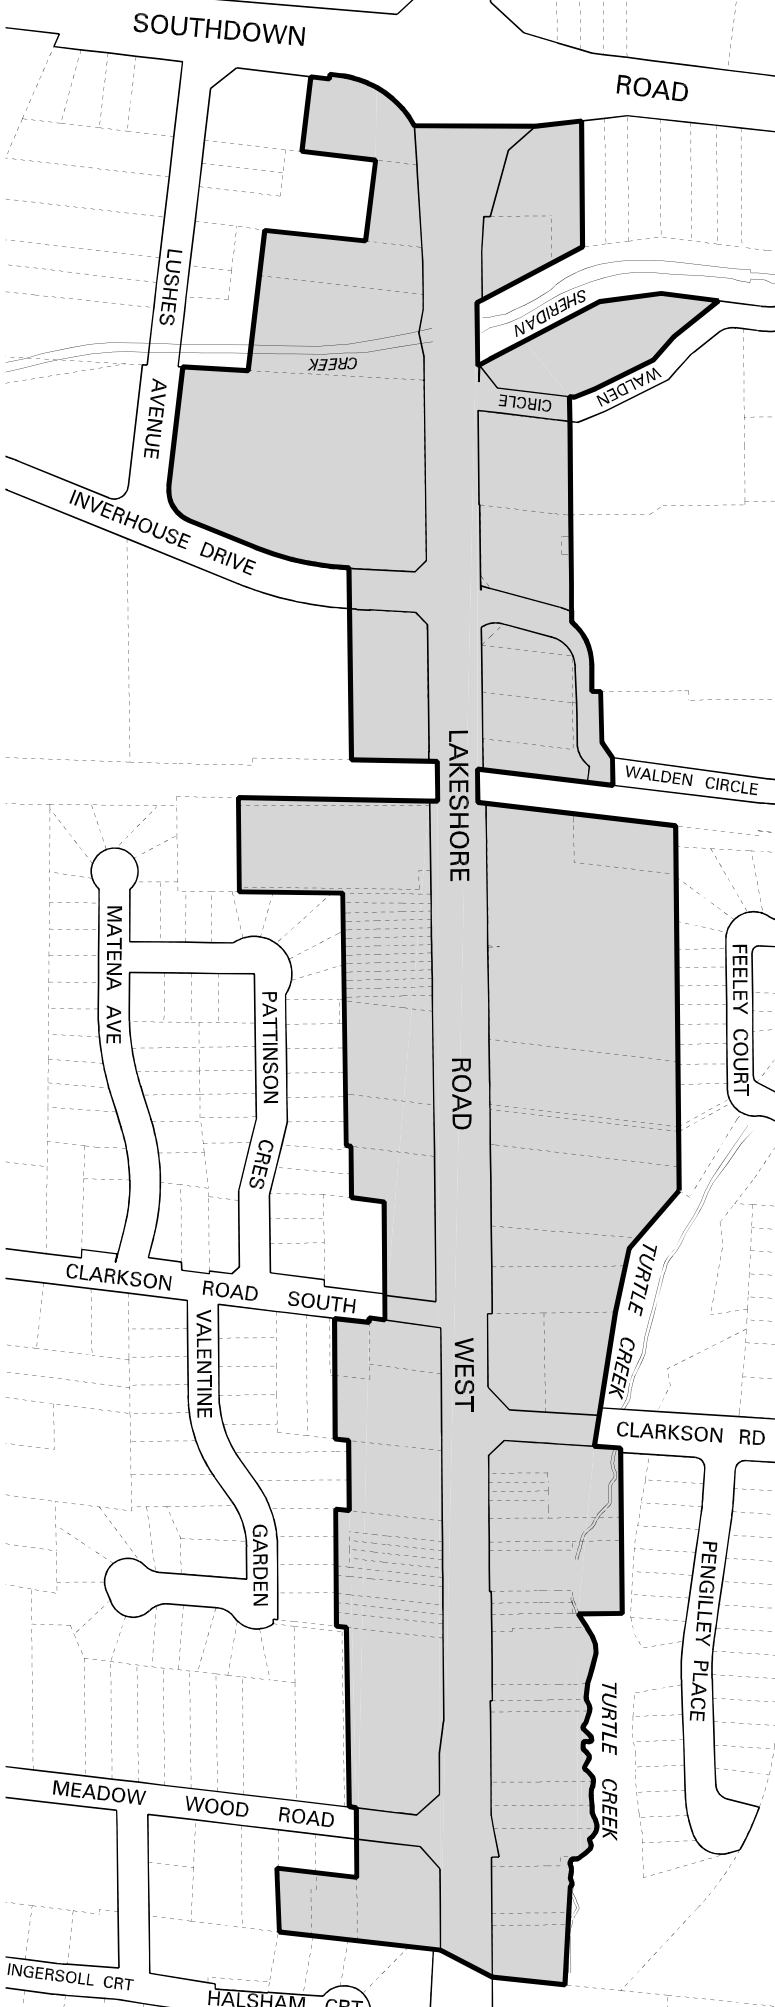 SOUTHDOWN
ROAD
LUSHES
AVENUE
SHERIDAN
CREEK
WALDEN
CIRCLE
INVERHOUSE DRIVE
LAKESHORE
ROAD
WEST
WALDEN CIRCLE
MATENA AVE
PATTINSON
CRES
FEELEY COURT
CLARKSON ROAD SOUTH
TURTLE CREEK
VALENTINE
GARDEN
CLARKSON RD
PENGILLEY PLACE
TURTLE CREEK
MEADOW WOOD ROAD
INGERSOLL CRT
HALSHAM CRT